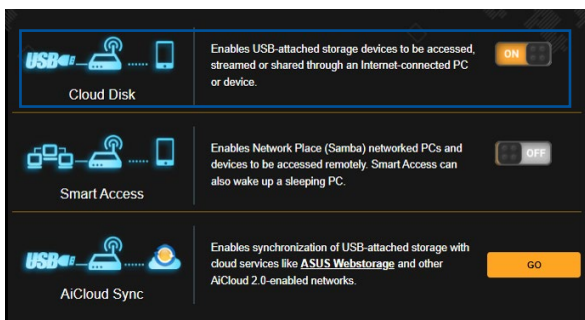 USB
Cloud Disk
Enables USB-attached storage devices to be accessed,
streamed or shared through an Internet-connected PC
or device.
ON
Smart Access
Enables Network Place (Samba) networked PCs and
devices to be accessed remotely. Smart Access can
also wake up a sleeping PC.
OFF
USB
AiCloud Sync
Enables synchronization of USB-attached storage with
cloud services like ASUS Webstorage and other
AiCloud 2.0-enabled networks.
GO